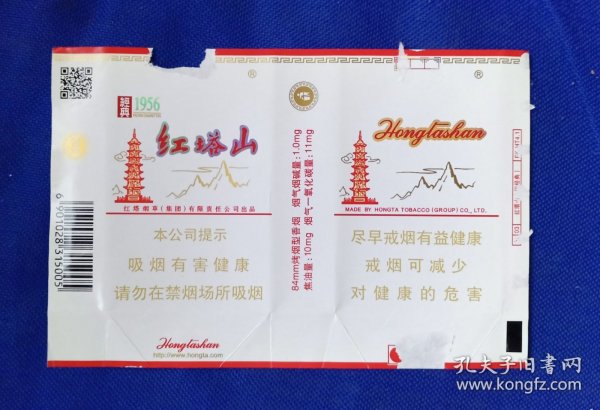 1956
红塔山
®
红塔烟草(集团)有限责任公司出品
本公司提示
吸烟有害健康
请勿在禁烟场所吸烟
Hongtashan
http://www.hongta.com
6901028315005
84mm烤烟型香烟 烟气烟碱量:1.0mg
焦油量:10mg 烟气一氧化碳量:11mg
®
Hongtashan
MADE BY HONGTA TOBACCO (GROUP) CO., LTD.
尽早戒烟有益健康
戒烟可减少
对健康的危害
孔夫子旧书网
www.kongfz.com